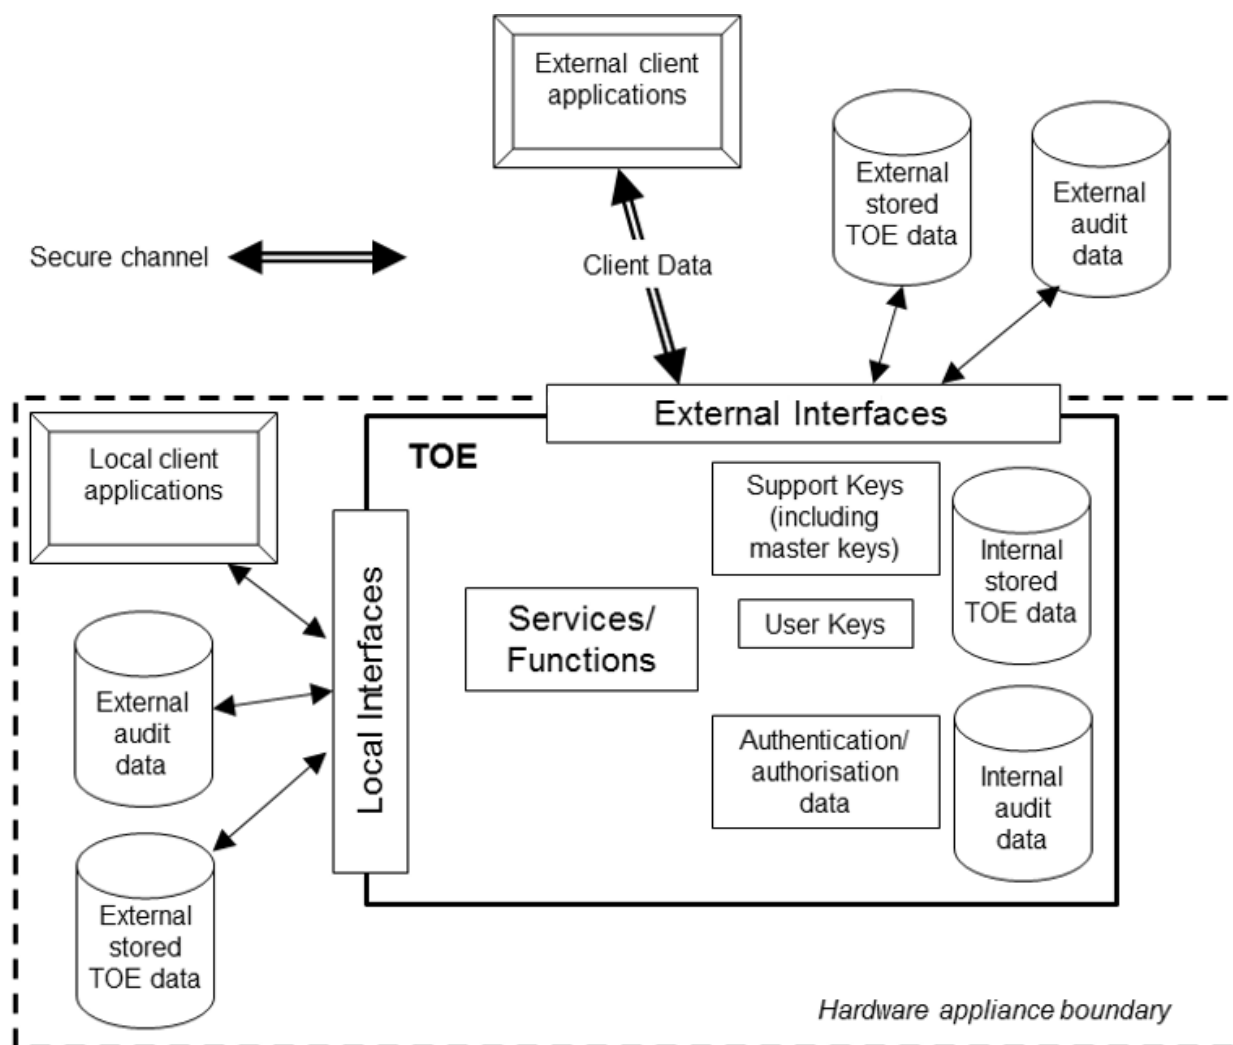 External client
applications
External
stored
TOE data
External
audit
data
Secure channel
Client Data
External Interfaces
Local client
applications
TOE
Support Keys
(including
master keys)
Internal
stored
TOE data
Local Interfaces
Services/
Functions
User Keys
External
audit
data
Authentication/
authorisation
data
Internal
audit
data
External
stored
TOE data
Hardware appliance boundary